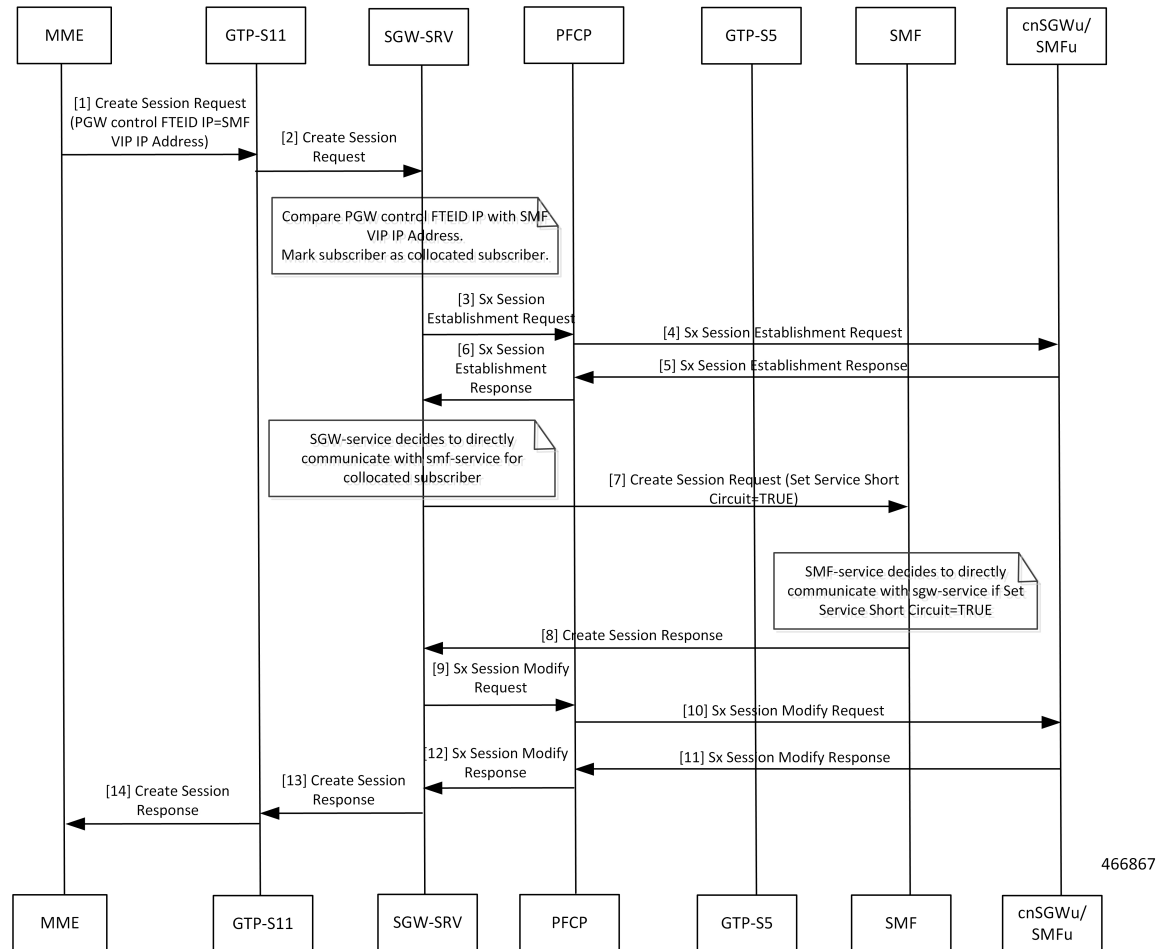 MME
GTP-S11
SGW-SRV
PFCP
GTP-S5
SMF
cnSGWu/
SMFu
[1] Create Session Request
(PGW control FTEID IP=SMF
VIP IP Address)
[2] Create Session
Request
Compare PGW control FTEID IP with SMF
VIP IP Address.
Mark subscriber as collocated subscriber.
[3] Sx Session
Establishment Request
[4] Sx Session Establishment Request
[6] Sx Session
Establishment
Response
[5] Sx Session Establishment Response
SGW-service decides to directly
communicate with smf-service for
collocated subscriber
[7] Create Session Request (Set Service Short
Circuit=TRUE)
SMF-service decides to directly
communicate with sgw-service if Set
Service Short Circuit=TRUE
[8] Create Session Response
[9] Sx Session Modify
Request
[10] Sx Session Modify Request
[12] Sx Session Modify
Response
[11] Sx Session Modify Response
[13] Create Session
Response
[14] Create Session
Response
466867
MME
GTP-S11
SGW-SRV
PFCP
GTP-S5
SMF
cnSGWu/
SMFu